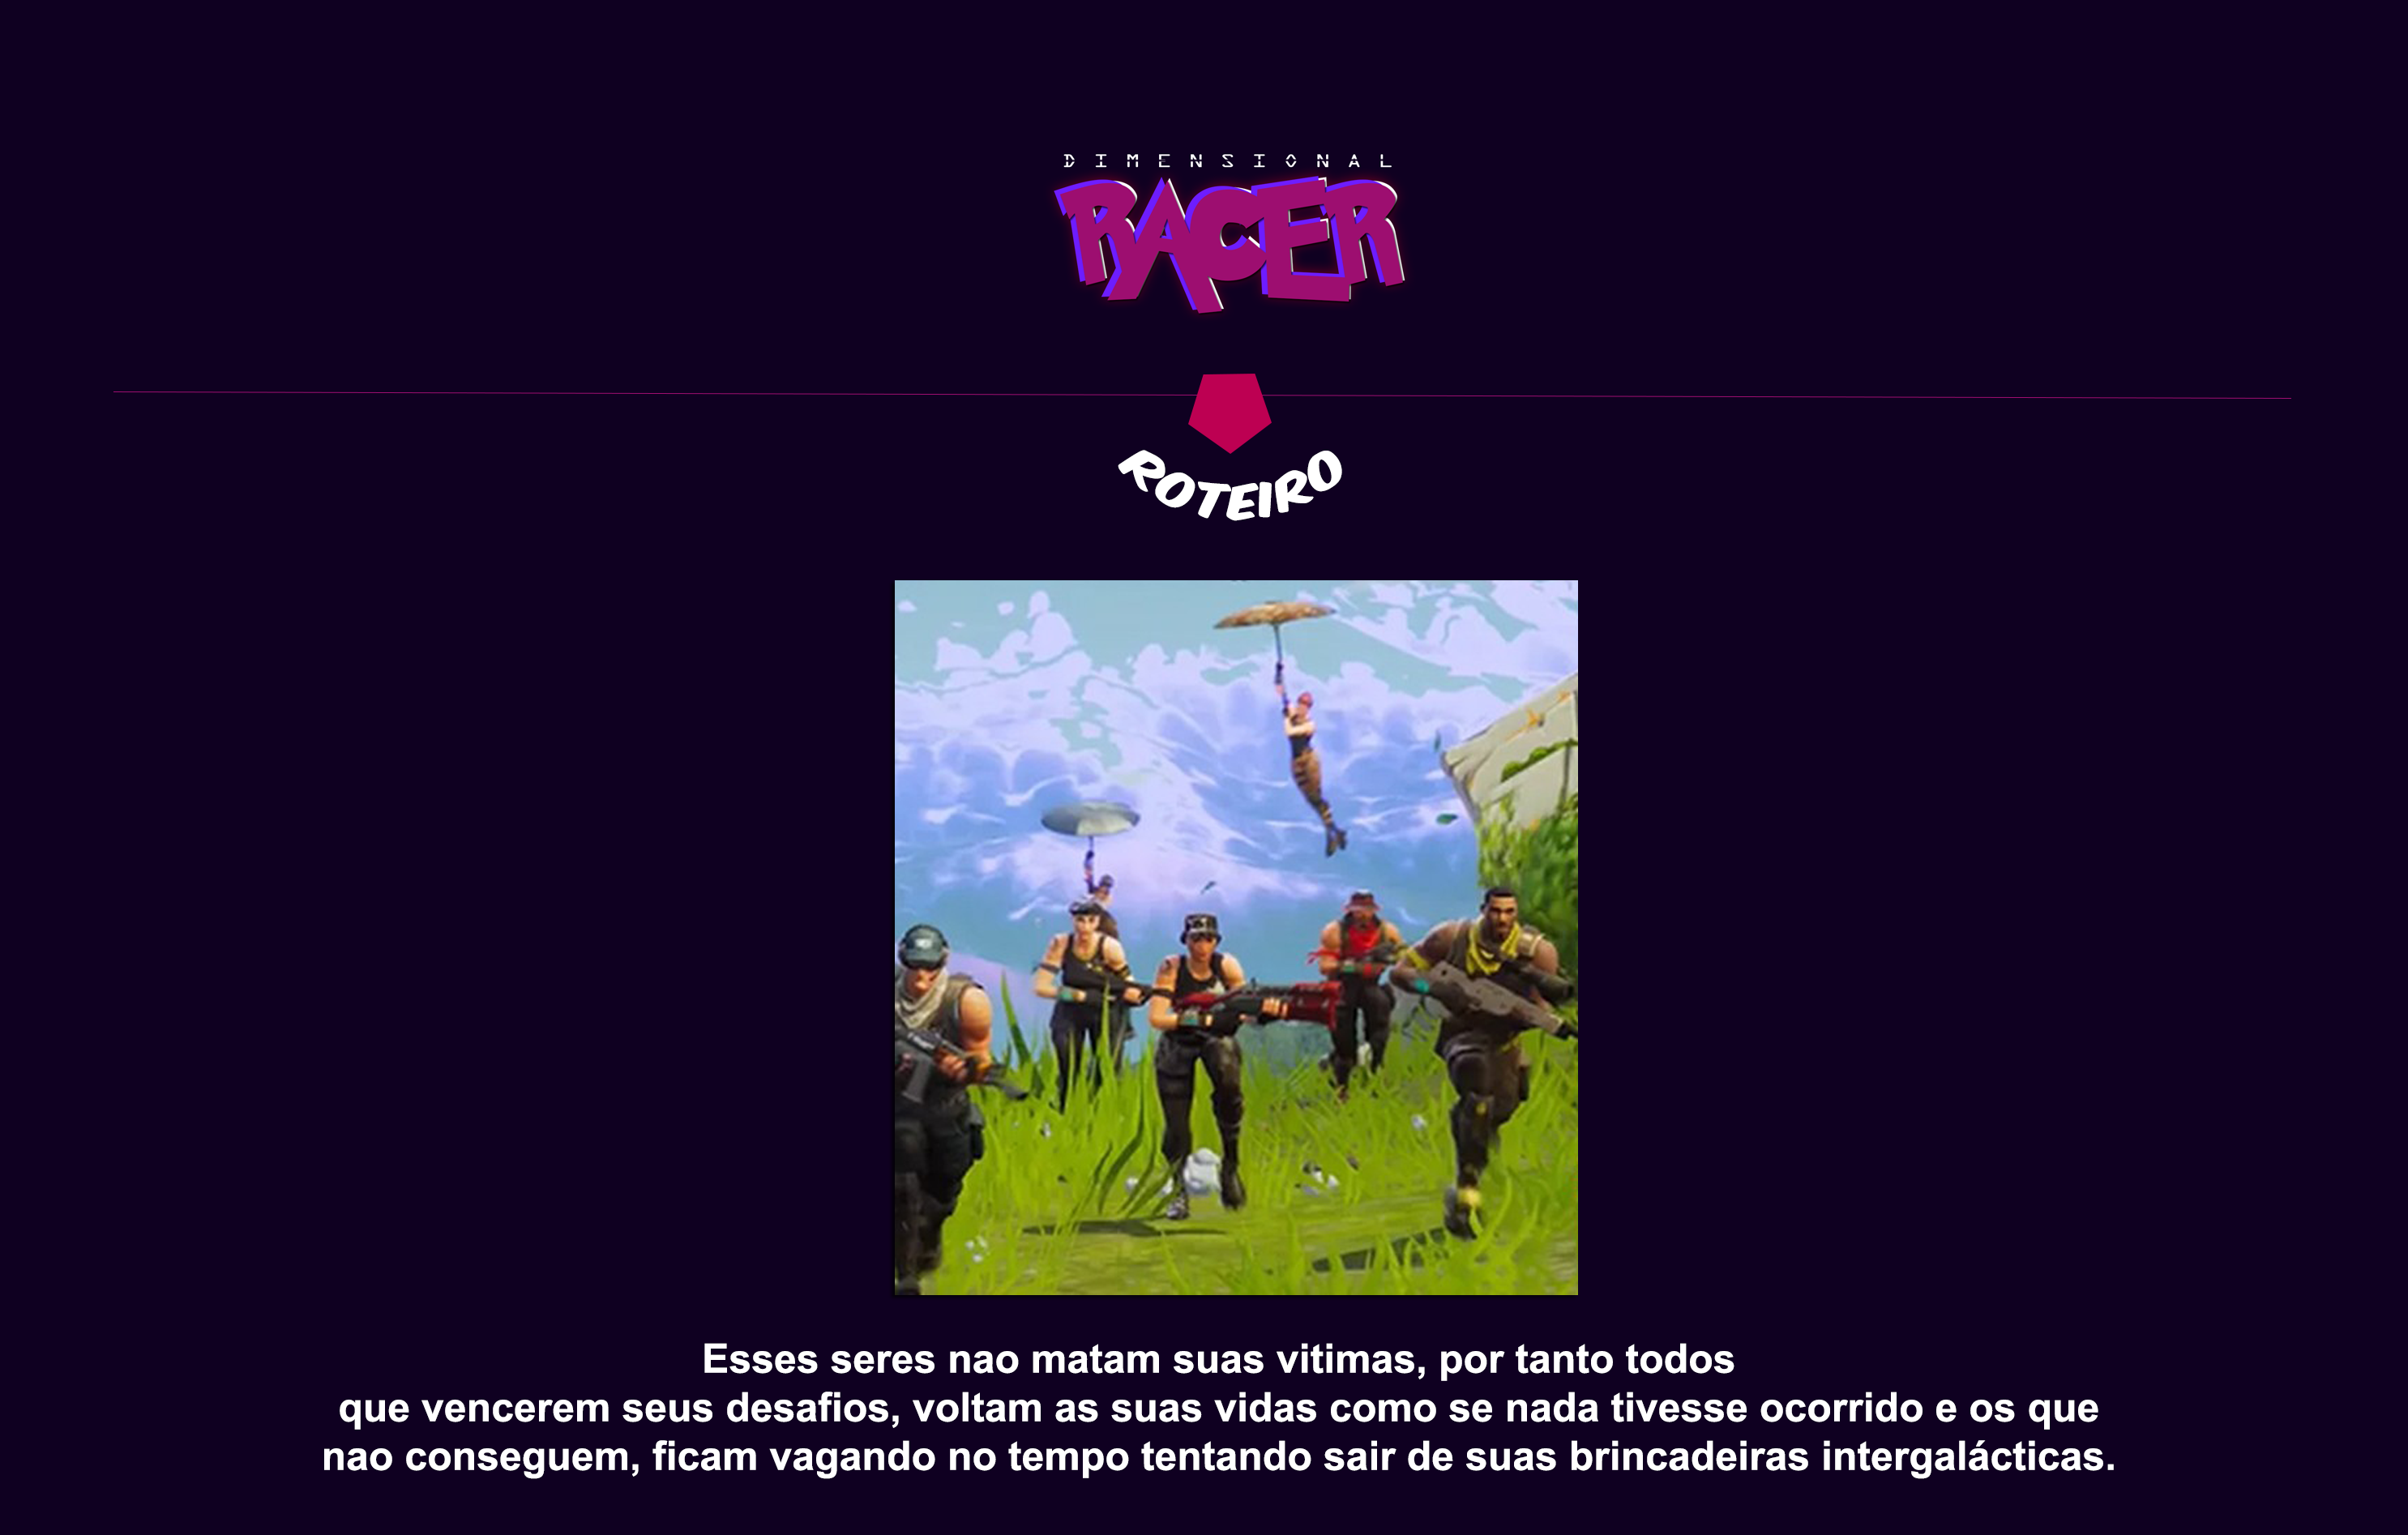 DIMENSIONAL
RACER
ROTEIRO
Esses seres nao matam suas vitimas, por tanto todos
que vencerem seus desafios, voltam as suas vidas como se nada tivesse ocorrido e os que
nao conseguem, ficam vagando no tempo tentando sair de suas brincadeiras intergalácticas.